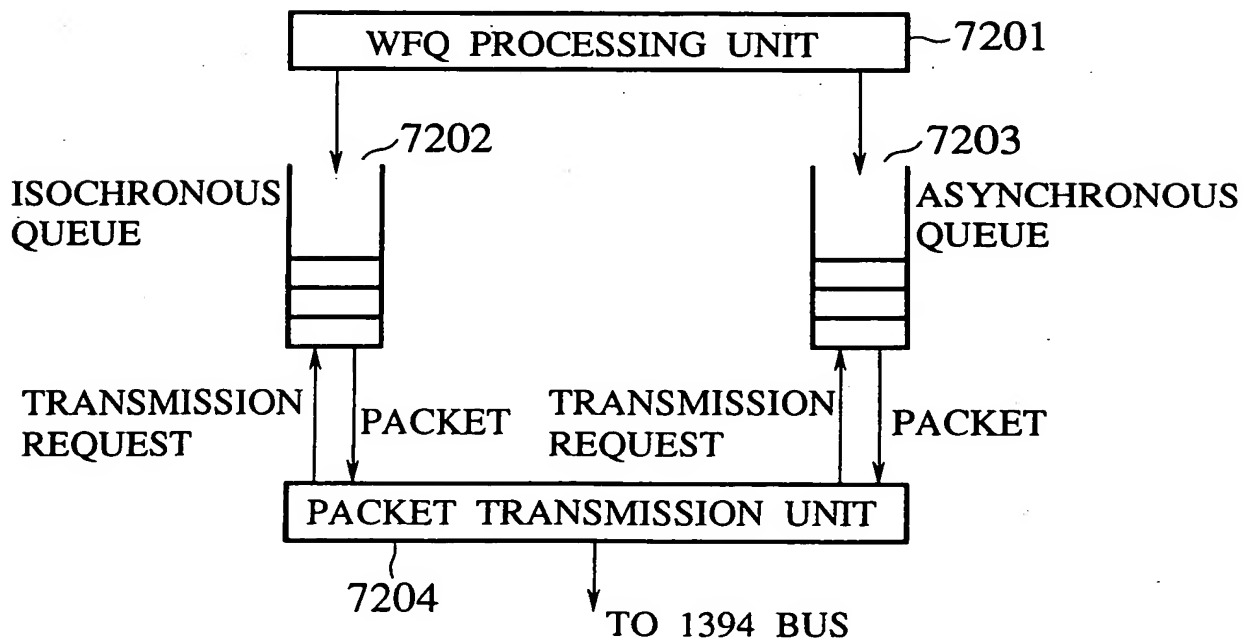 WFQ PROCESSING UNIT
7201
7202
7203
ISOCHRONOUS
QUEUE
ASYNCHRONOUS
QUEUE
TRANSMISSION
REQUEST
PACKET
TRANSMISSION
REQUEST
PACKET
PACKET TRANSMISSION UNIT
7204
TO 1394 BUS